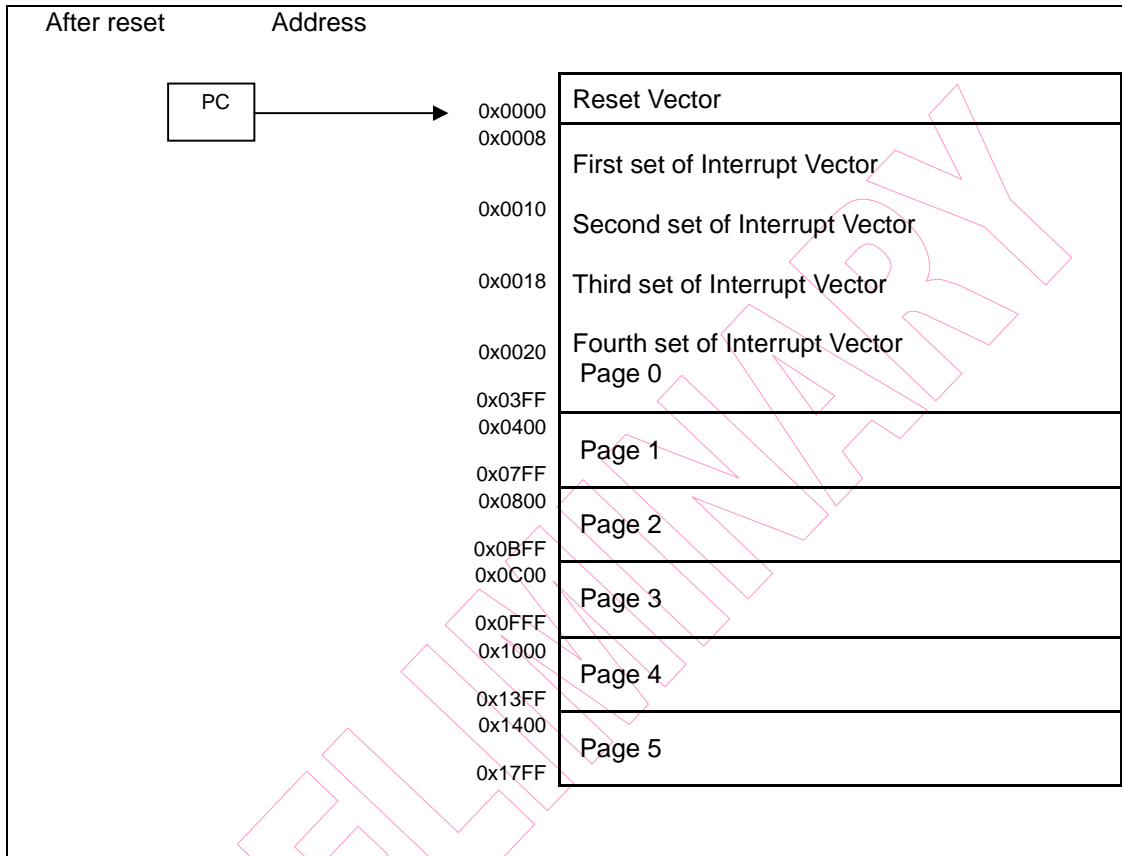 After reset Address
PC
0x0000 Reset Vector
0x0008
First set of Interrupt Vector
0x0010
Second set of Interrupt Vector
0x0018 Third set of Interrupt Vector
0x0020 Fourth set of Interrupt Vector
Page 0
0x03FF
0x0400
Page 1
0x07FF
0x0800
Page 2
0x0BFF
0x0C00
Page 3
0x0FFF
0x1000
Page 4
0x13FF
0x1400
Page 5
0x17FF
ELIMINARY